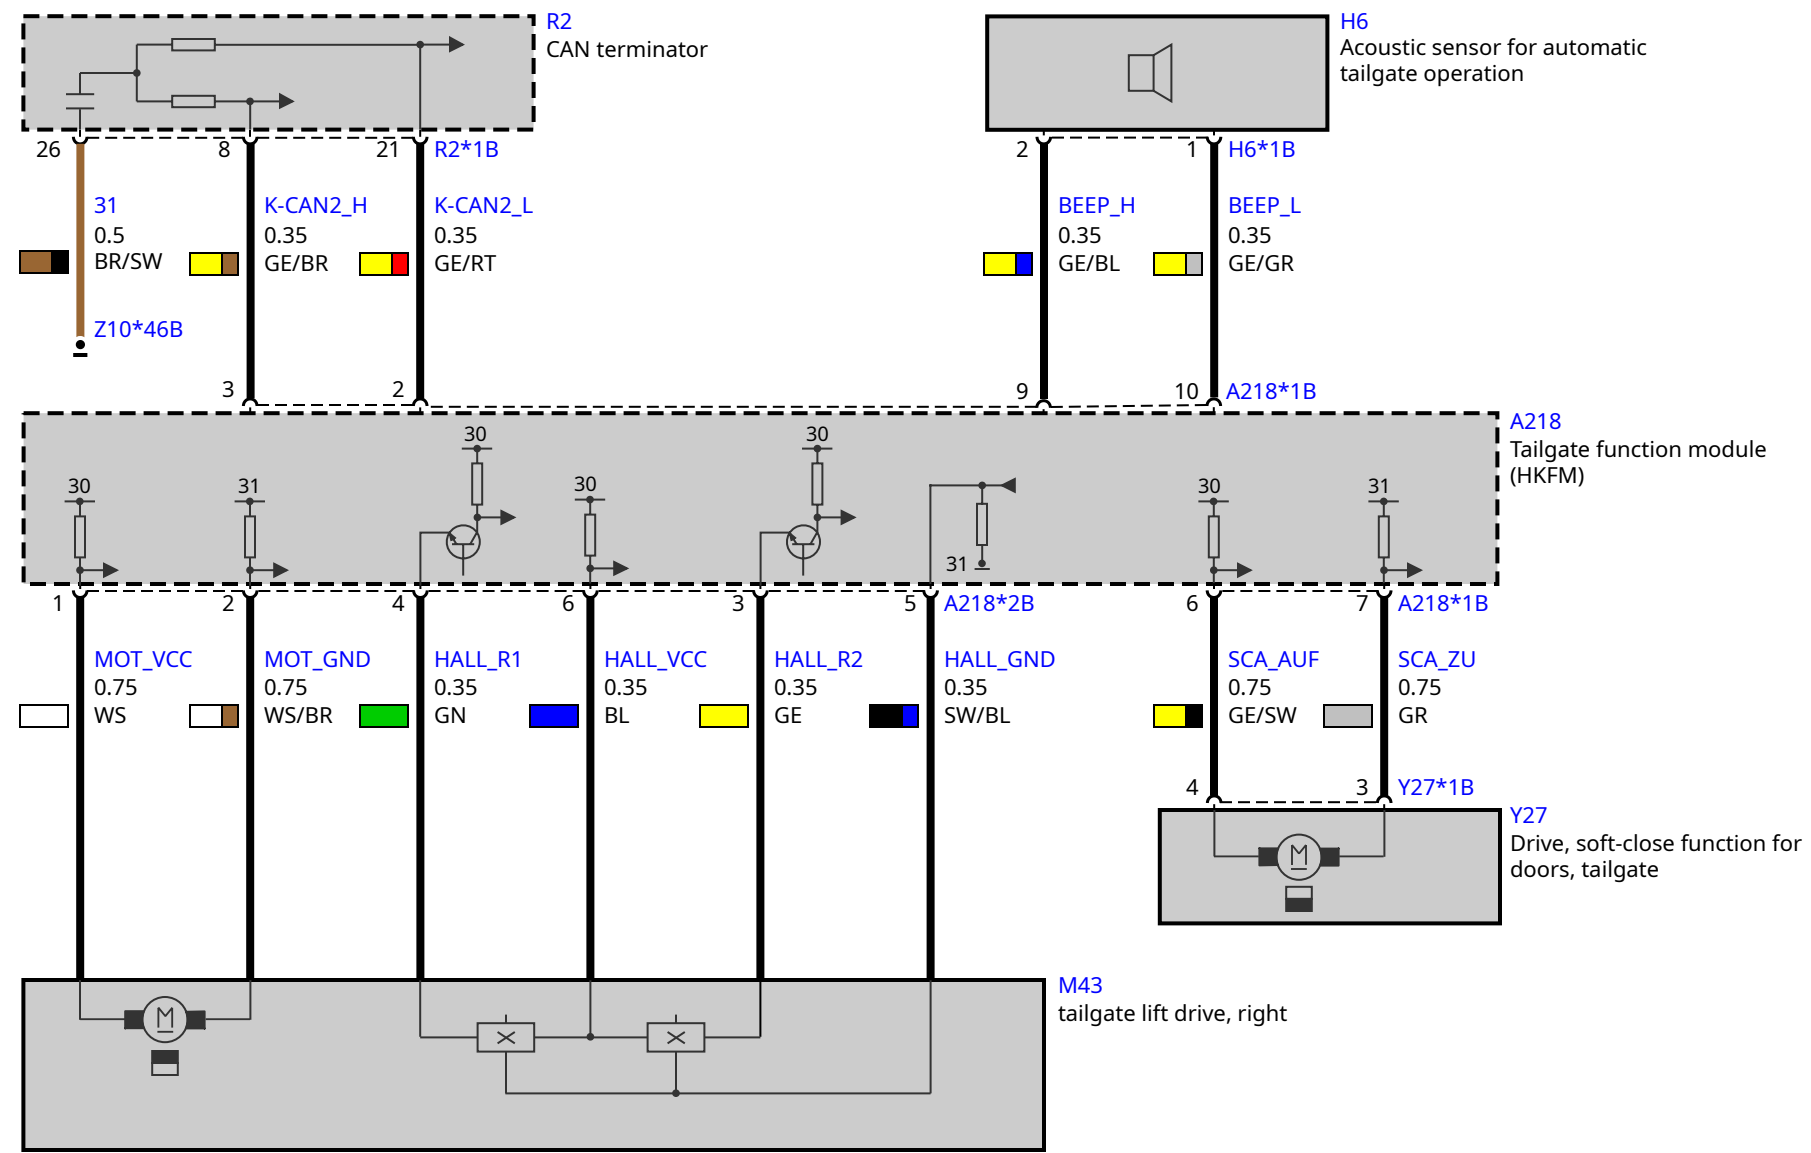 R2
CAN terminator
H6
Acoustic sensor for automatic
tailgate operation
26
8
21
R2*1B
2
1
H6*1B
31
0.5
BR/SW
K-CAN2_H
0.35
GE/BR
K-CAN2_L
0.35
GE/RT
BEEP_H
0.35
GE/BL
BEEP_L
0.35
GE/GR
Z10*46B
3
2
9
10
A218*1B
A218
Tailgate function module
(HKFM)
30
31
30
30
30
31
30
31
1
2
4
6
3
5
A218*2B
6
7
A218*1B
MOT_VCC
0.75
WS
MOT_GND
0.75
WS/BR
HALL_R1
0.35
GN
HALL_VCC
0.35
BL
HALL_R2
0.35
GE
HALL_GND
0.35
SW/BL
SCA_AUF
0.75
GE/SW
SCA_ZU
0.75
GR
4
3
Y27*1B
Y27
Drive, soft-close function for
doors, tailgate
M
M43
tailgate lift drive, right
M